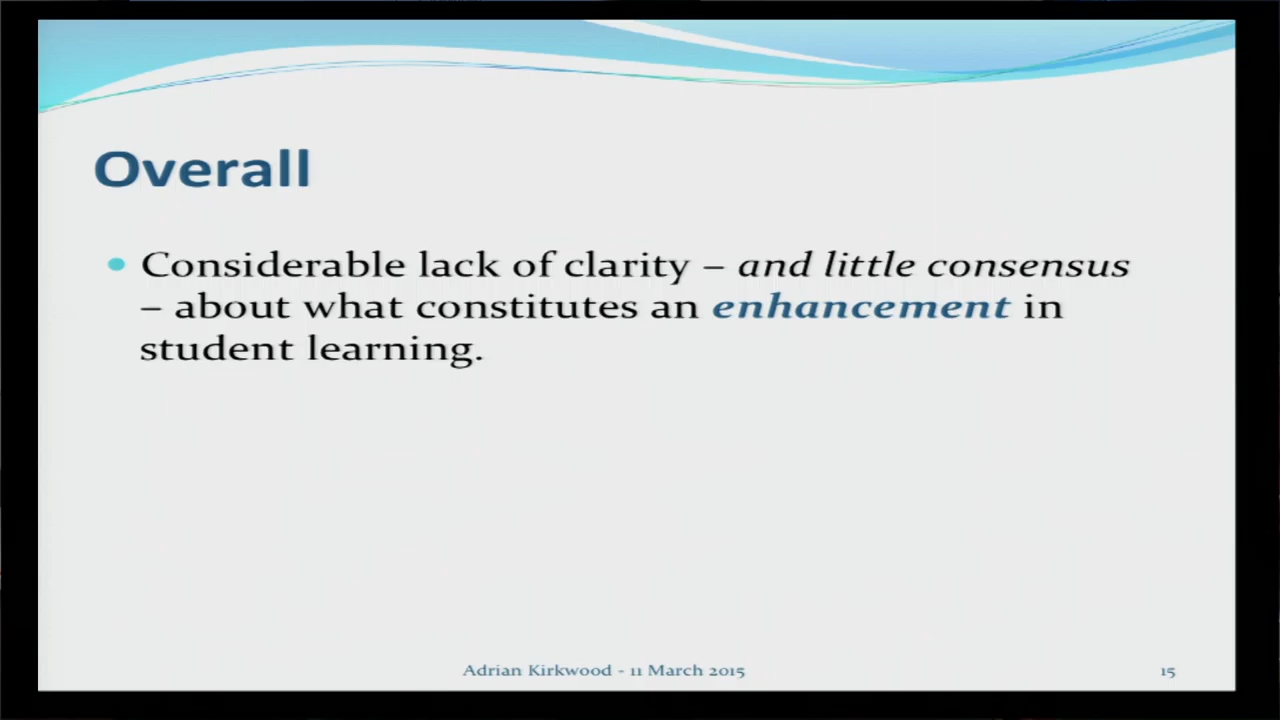 Overall
Considerable lack of clarity – and little consensus
– about what constitutes an enhancement in
student learning.
Adrian Kirkwood - 11 March 2015
15